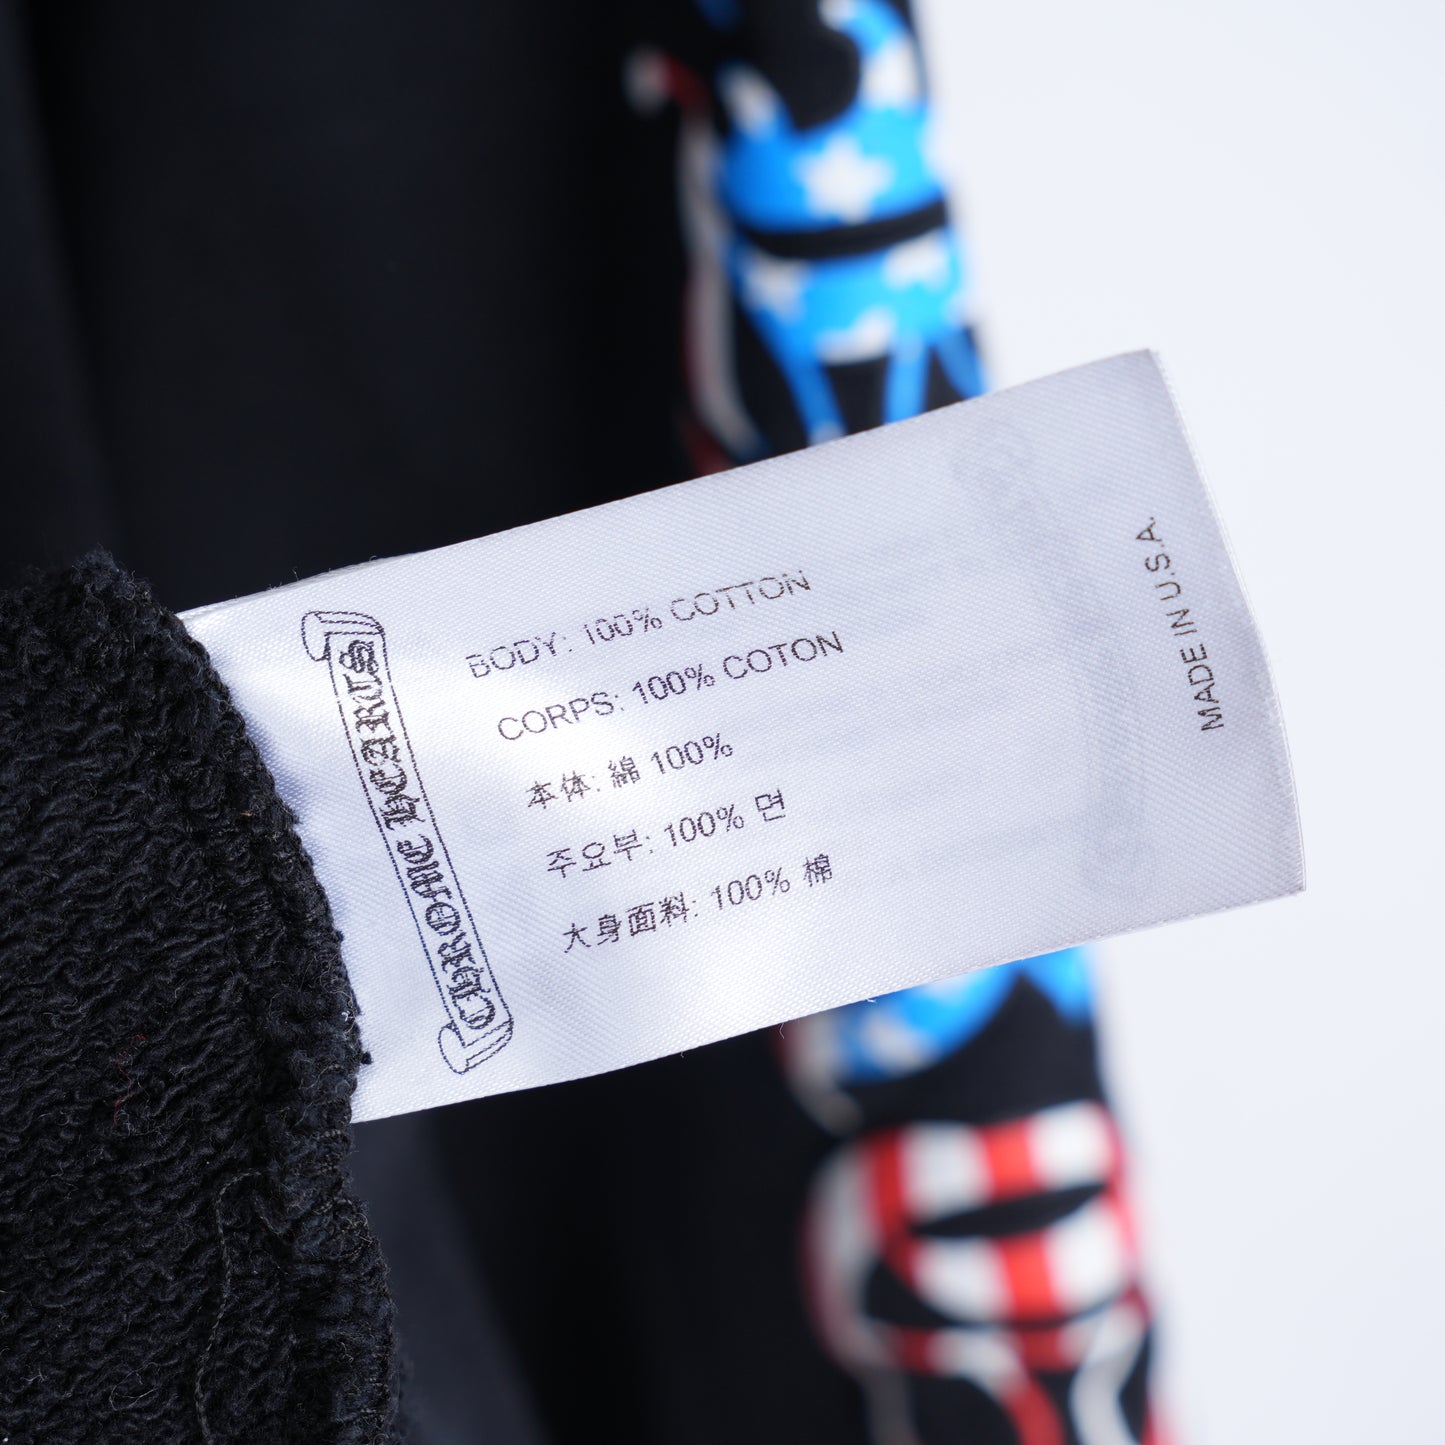 CHROME HEARTS
BODY: 100% COTTON
CORPS: 100% COTON
本体: 綿 100%
주요부: 100% 면
大身面料: 100% 棉
MADE IN U.S.A.